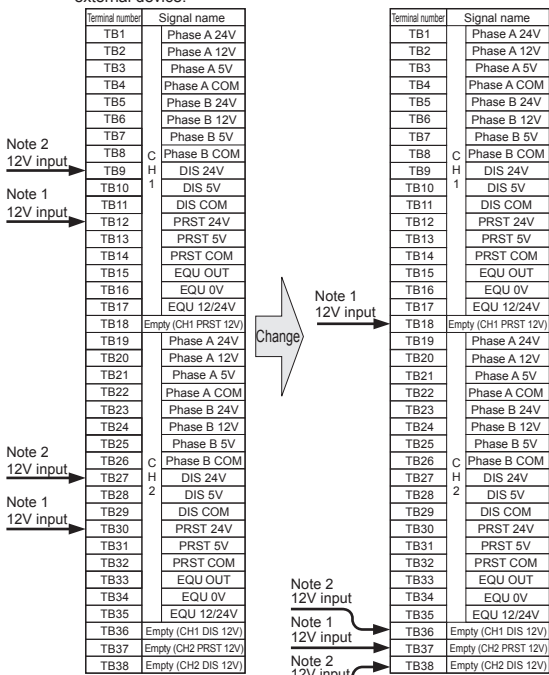 external device.
Terminal number Signal name
TB1 Phase A 24V
TB2 Phase A 12V
TB3 Phase A 5V
TB4 Phase A COM
TB5 Phase B 24V
TB6 Phase B 12V
TB7 Phase B 5V
TB8 Phase B COM
TB9 DIS 24V
TB10 DIS 5V
TB11 DIS COM
TB12 PRST 24V
TB13 PRST 5V
TB14 PRST COM
TB15 EQU OUT
TB16 EQU 0V
TB17 EQU 12/24V
CH1
TB18 Empty (CH1 PRST 12V)
TB19 Phase A 24V
TB20 Phase A 12V
TB21 Phase A 5V
TB22 Phase A COM
TB23 Phase B 24V
TB24 Phase B 12V
TB25 Phase B 5V
TB26 Phase B COM
TB27 DIS 24V
TB28 DIS 5V
TB29 DIS COM
TB30 PRST 24V
TB31 PRST 5V
TB32 PRST COM
TB33 EQU OUT
TB34 EQU 0V
TB35 EQU 12/24V
CH2
TB36 Empty (CH1 DIS 12V)
TB37 Empty (CH2 PRST 12V)
TB38 Empty (CH2 DIS 12V)
Note 2
12V input
Note 1
12V input
Note 2
12V input
Note 1
12V input
Change
Terminal number Signal name
TB1 Phase A 24V
TB2 Phase A 12V
TB3 Phase A 5V
TB4 Phase A COM
TB5 Phase B 24V
TB6 Phase B 12V
TB7 Phase B 5V
TB8 Phase B COM
TB9 DIS 24V
TB10 DIS 5V
TB11 DIS COM
TB12 PRST 24V
TB13 PRST 5V
TB14 PRST COM
TB15 EQU OUT
TB16 EQU 0V
TB17 EQU 12/24V
CH1
TB18 Empty (CH1 PRST 12V)
TB19 Phase A 24V
TB20 Phase A 12V
TB21 Phase A 5V
TB22 Phase A COM
TB23 Phase B 24V
TB24 Phase B 12V
TB25 Phase B 5V
TB26 Phase B COM
TB27 DIS 24V
TB28 DIS 5V
TB29 DIS COM
TB30 PRST 24V
TB31 PRST 5V
TB32 PRST COM
TB33 EQU OUT
TB34 EQU 0V
TB35 EQU 12/24V
CH2
TB36 Empty (CH1 DIS 12V)
TB37 Empty (CH2 PRST 12V)
TB38 Empty (CH2 DIS 12V)
Note 1
12V input
Note 2
12V input
Note 1
12V input
Note 2
12V input